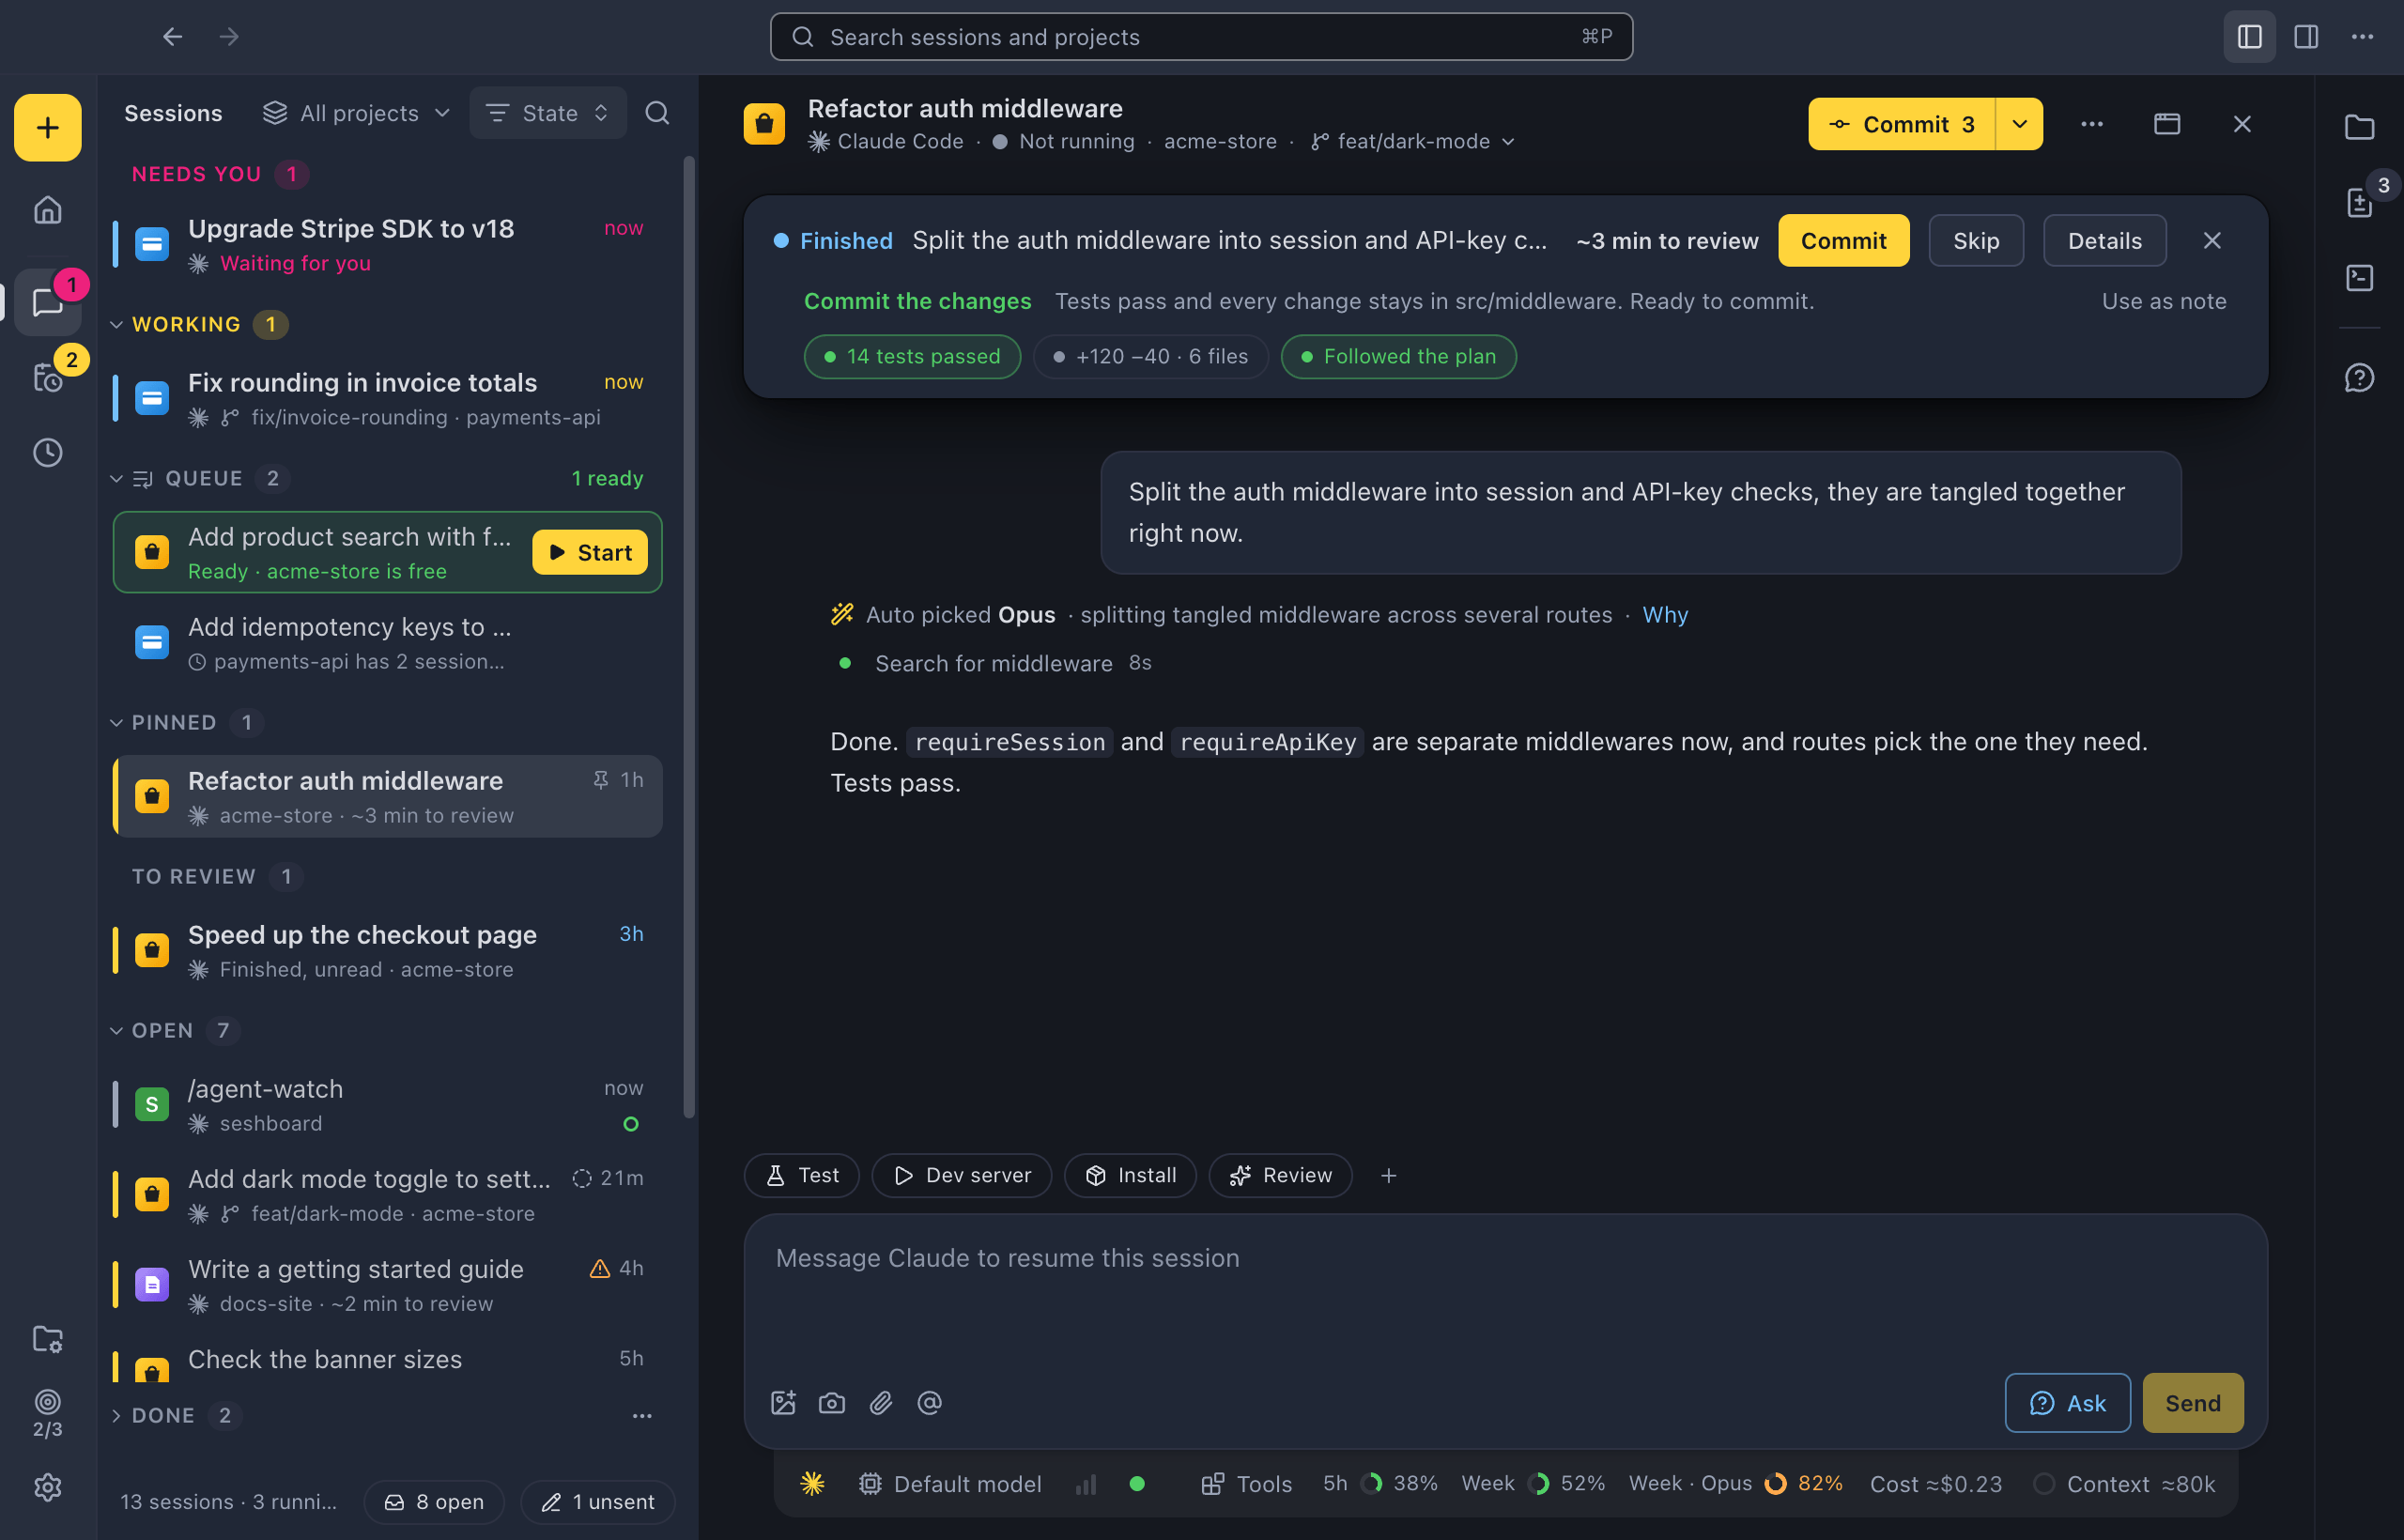 Search sessions and projects ⌘P
Sessions All projects State
NEEDS YOU 1
Upgrade Stripe SDK to v18 now
Waiting for you
1
WORKING 1
2
Fix rounding in invoice totals now
fix/invoice-rounding · payments-api
QUEUE 2 1 ready
Add product search with f... Start
Ready · acme-store is free
Add idempotency keys to ...
payments-api has 2 session...
PINNED 1
Refactor auth middleware 1h
acme-store · ~3 min to review
TO REVIEW 1
Speed up the checkout page 3h
Finished, unread · acme-store
OPEN 7
S /agent-watch now
seshboard
Add dark mode toggle to sett... 21m
feat/dark-mode · acme-store
Write a getting started guide 4h
docs-site · ~2 min to review
Check the banner sizes 5h
DONE 2
2/3
13 sessions · 3 runni... 8 open 1 unsent
Refactor auth middleware
Claude Code · Not running · acme-store · feat/dark-mode
Commit 3
3
Finished Split the auth middleware into session and API-key c... ~3 min to review Commit Skip Details
Commit the changes Tests pass and every change stays in src/middleware. Ready to commit. Use as note
14 tests passed +120 −40 · 6 files Followed the plan
Split the auth middleware into session and API-key checks, they are tangled together
right now.
Auto picked Opus · splitting tangled middleware across several routes · Why
Search for middleware 8s
Done. requireSession and requireApiKey are separate middlewares now, and routes pick the one they need.
Tests pass.
Test Dev server Install Review
Message Claude to resume this session
Ask Send
Default model Tools 5h 38% Week 52% Week · Opus 82% Cost ≈$0.23 Context ≈80k